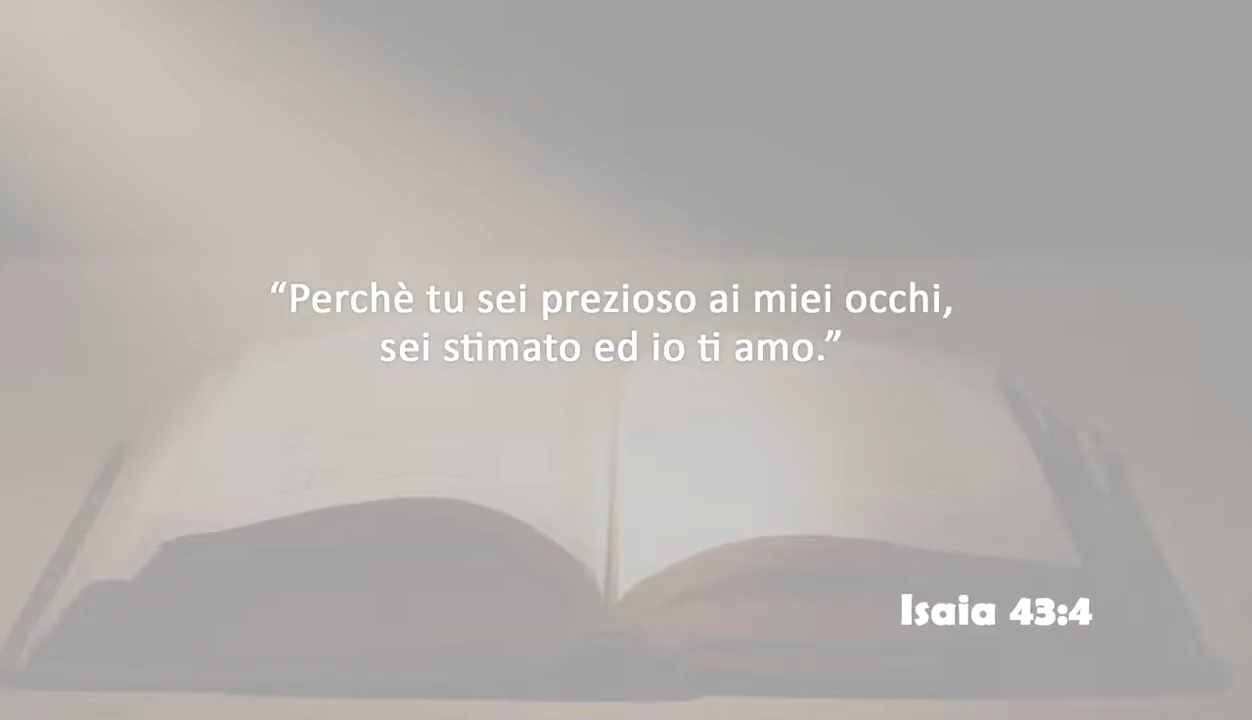 “Perchè tu sei prezioso ai miei occhi,
sei stimato ed io ti amo.”
Isaia 43:4